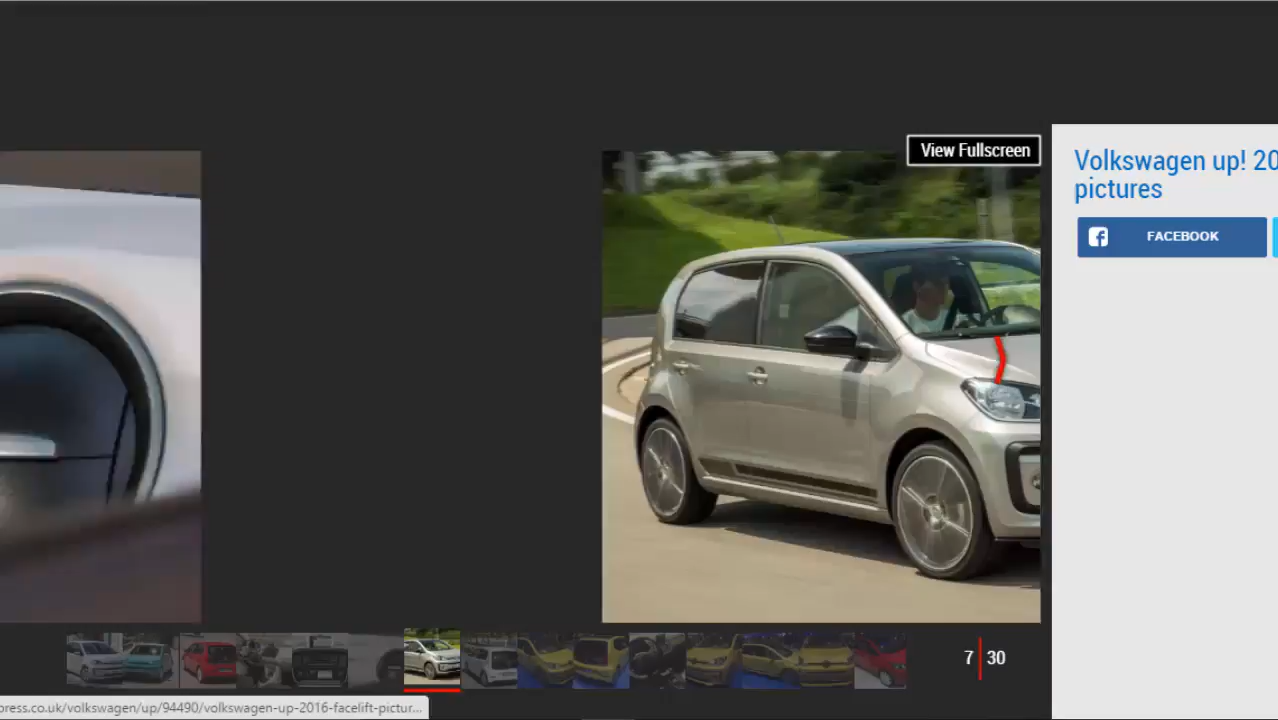 View Fullscreen
Volkswagen up! 20
pictures
FACEBOOK
7 30
press.co.uk/volkswagen/up/94490/volkswagen-up-2016-facelift-pictur...